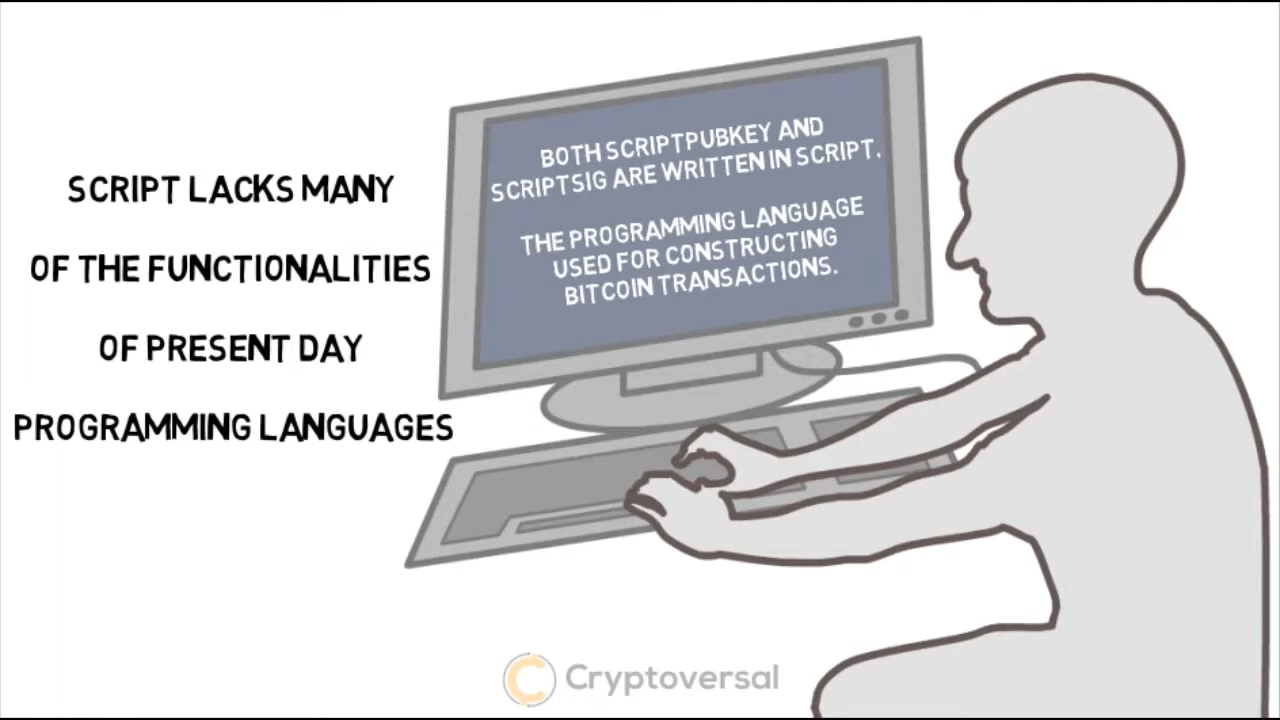 SCRIPT LACKS MANY
OF THE FUNCTIONALITIES
OF PRESENT DAY
PROGRAMMING LANGUAGES
BOTH SCRIPTPUBKEY AND
SCRIPTSIG ARE WRITTEN IN SCRIPT.
THE PROGRAMMING LANGUAGE
USED FOR CONSTRUCTING
BITCOIN TRANSACTIONS.
Cryptoversal